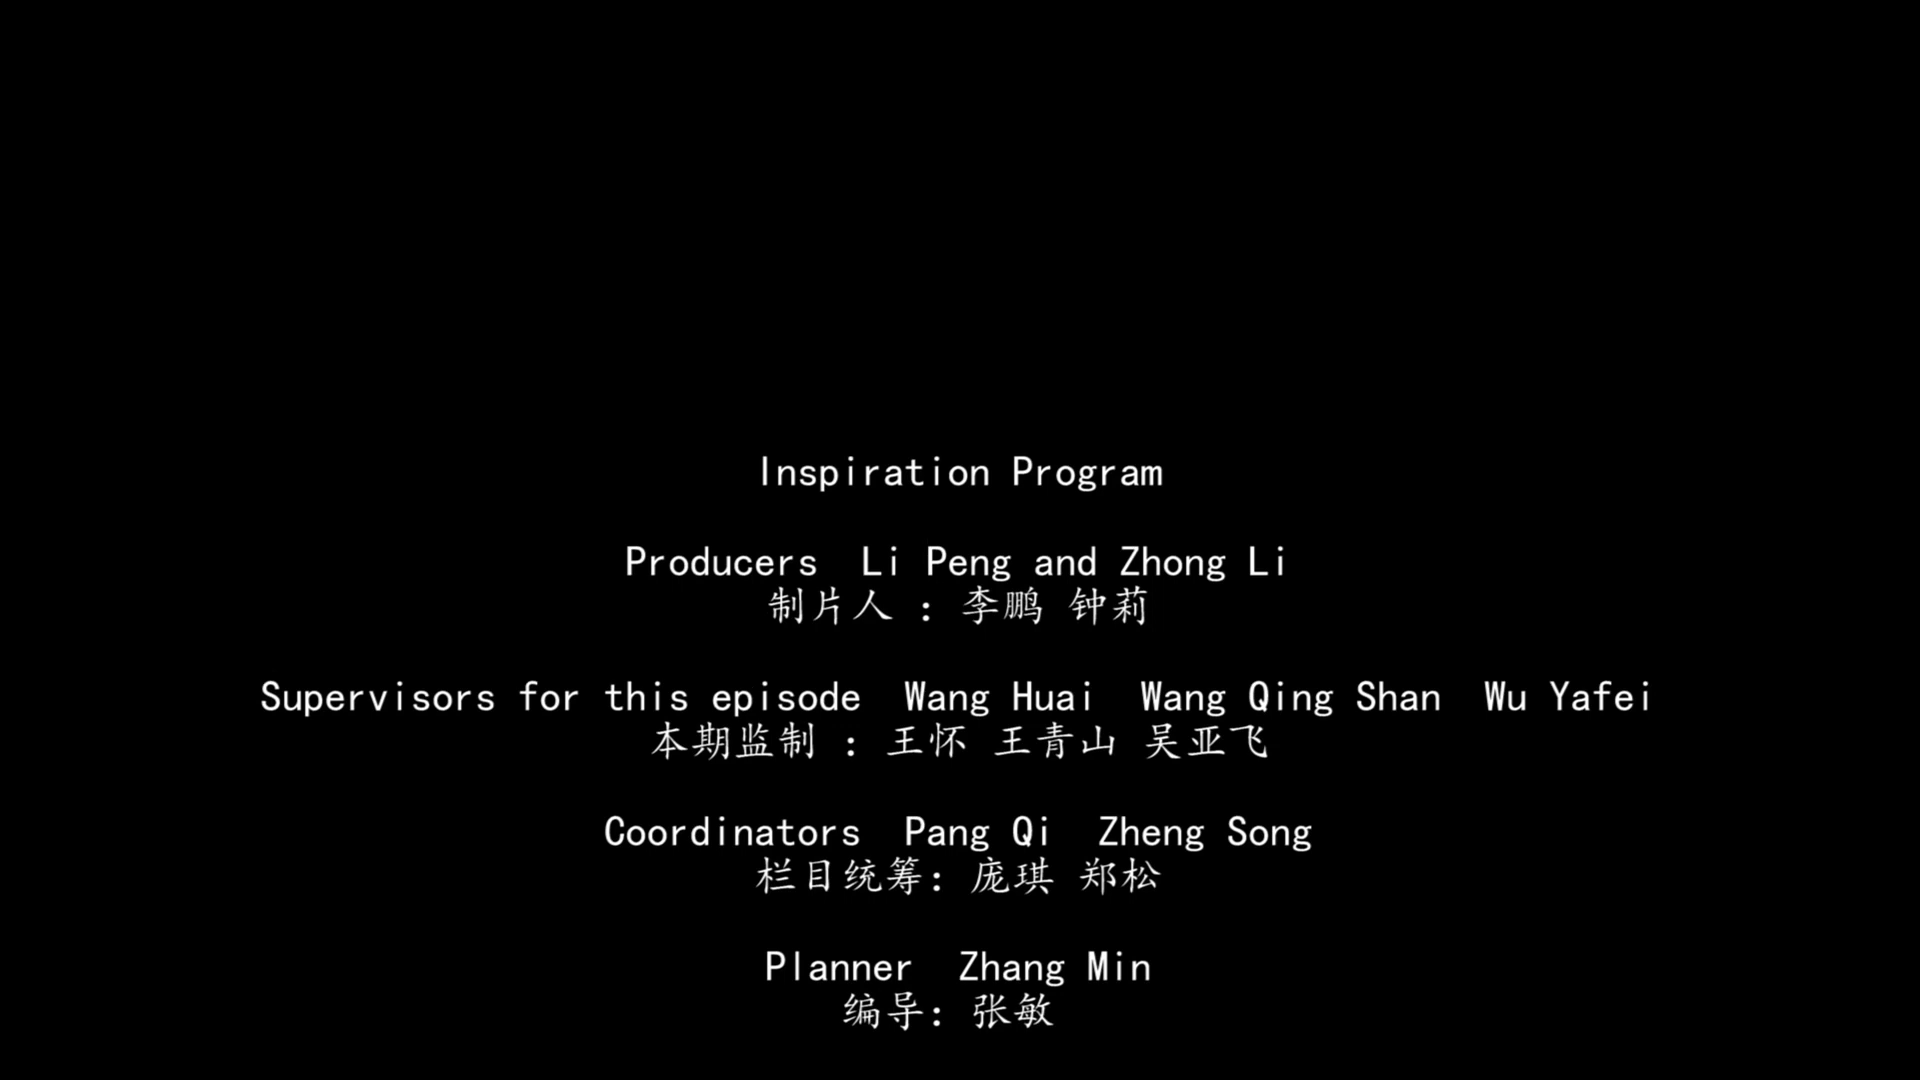 Inspiration Program
Producers  Li Peng and Zhong Li
制片人 : 李鹏 钟莉
Supervisors for this episode  Wang Huai  Wang Qing Shan  Wu Yafei
本期监制 : 王怀 王青山 吴亚飞
Coordinators  Pang Qi  Zheng Song
栏目统筹: 庞琪 郑松
Planner  Zhang Min
编导: 张敏